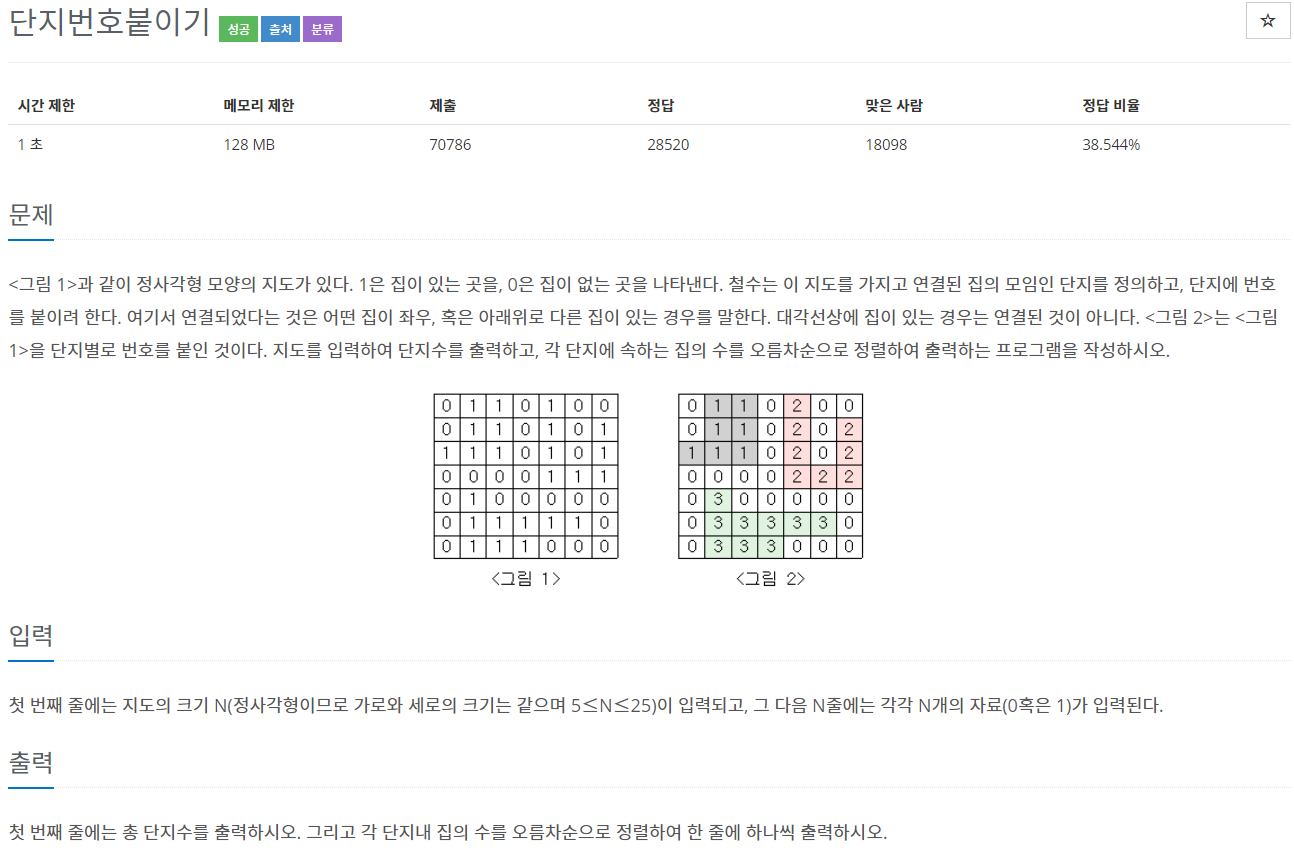 단지번호붙이기 성공 출처 분류
☆
시간 제한 메모리 제한 제출 정답 맞은 사람 정답 비율
1 초 128 MB 70786 28520 18098 38.544%
문제
<그림 1>과 같이 정사각형 모양의 지도가 있다. 1은 집이 있는 곳을, 0은 집이 없는 곳을 나타낸다. 철수는 이 지도를 가지고 연결된 집의 모임인 단지를 정의하고, 단지에 번호
를 붙이려 한다. 여기서 연결되었다는 것은 어떤 집이 좌우, 혹은 아래위로 다른 집이 있는 경우를 말한다. 대각선상에 집이 있는 경우는 연결된 것이 아니다. <그림 2>는 <그림
1>을 단지별로 번호를 붙인 것이다. 지도를 입력하여 단지수를 출력하고, 각 단지에 속하는 집의 수를 오름차순으로 정렬하여 출력하는 프로그램을 작성하시오.
0 1 1 0 1 0 0 0 1 1 0 2 0 0
0 1 1 0 1 0 1 0 1 1 0 2 0 2
1 1 1 0 1 0 1 1 1 1 0 2 0 2
0 0 0 0 1 1 1 0 0 0 0 2 2 2
0 1 0 0 0 0 0 0 3 0 0 0 0 0
0 1 1 1 1 1 0 0 3 3 3 3 3 0
0 1 1 1 0 0 0 0 3 3 3 0 0 0
<그림 1> <그림 2>
입력
첫 번째 줄에는 지도의 크기 N(정사각형이므로 가로와 세로의 크기는 같으며 5≤N≤25)이 입력되고, 그 다음 N줄에는 각각 N개의 자료(0혹은 1)가 입력된다.
출력
첫 번째 줄에는 총 단지수를 출력하시오. 그리고 각 단지내 집의 수를 오름차순으로 정렬하여 한 줄에 하나씩 출력하시오.